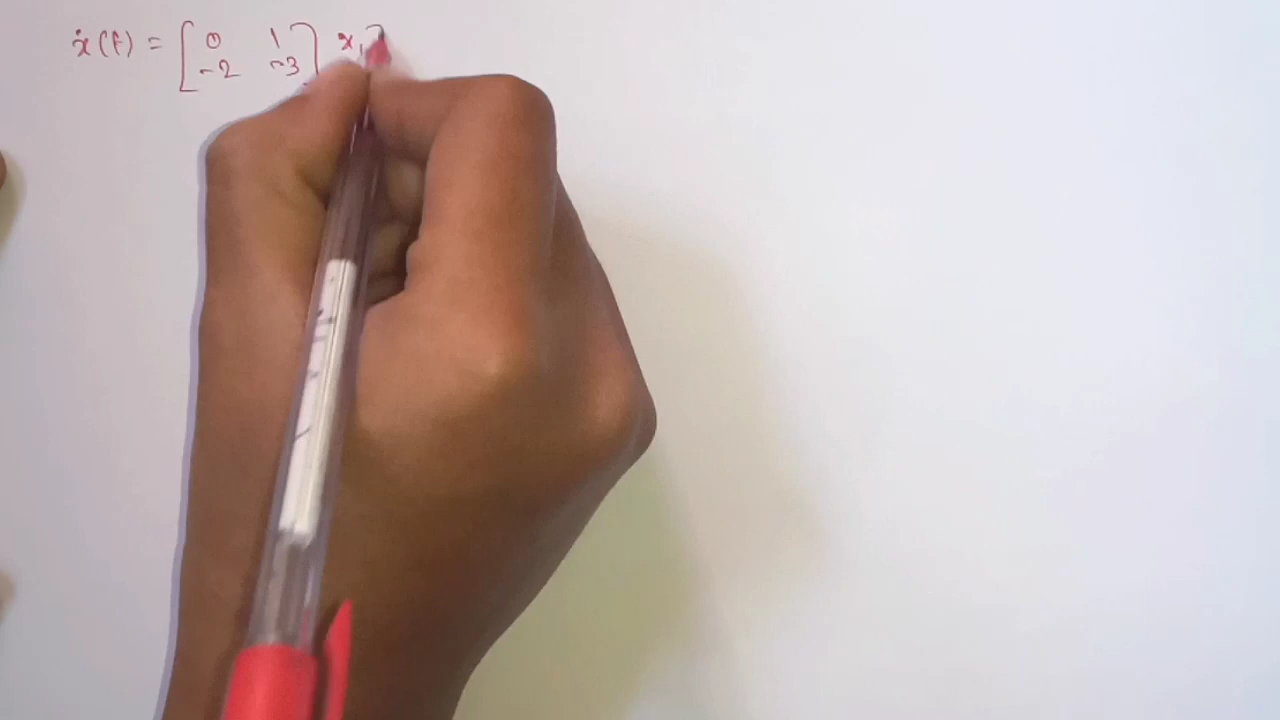 ẋ(t) = [ 0 1 ] x₁
[ -2 -3 ]